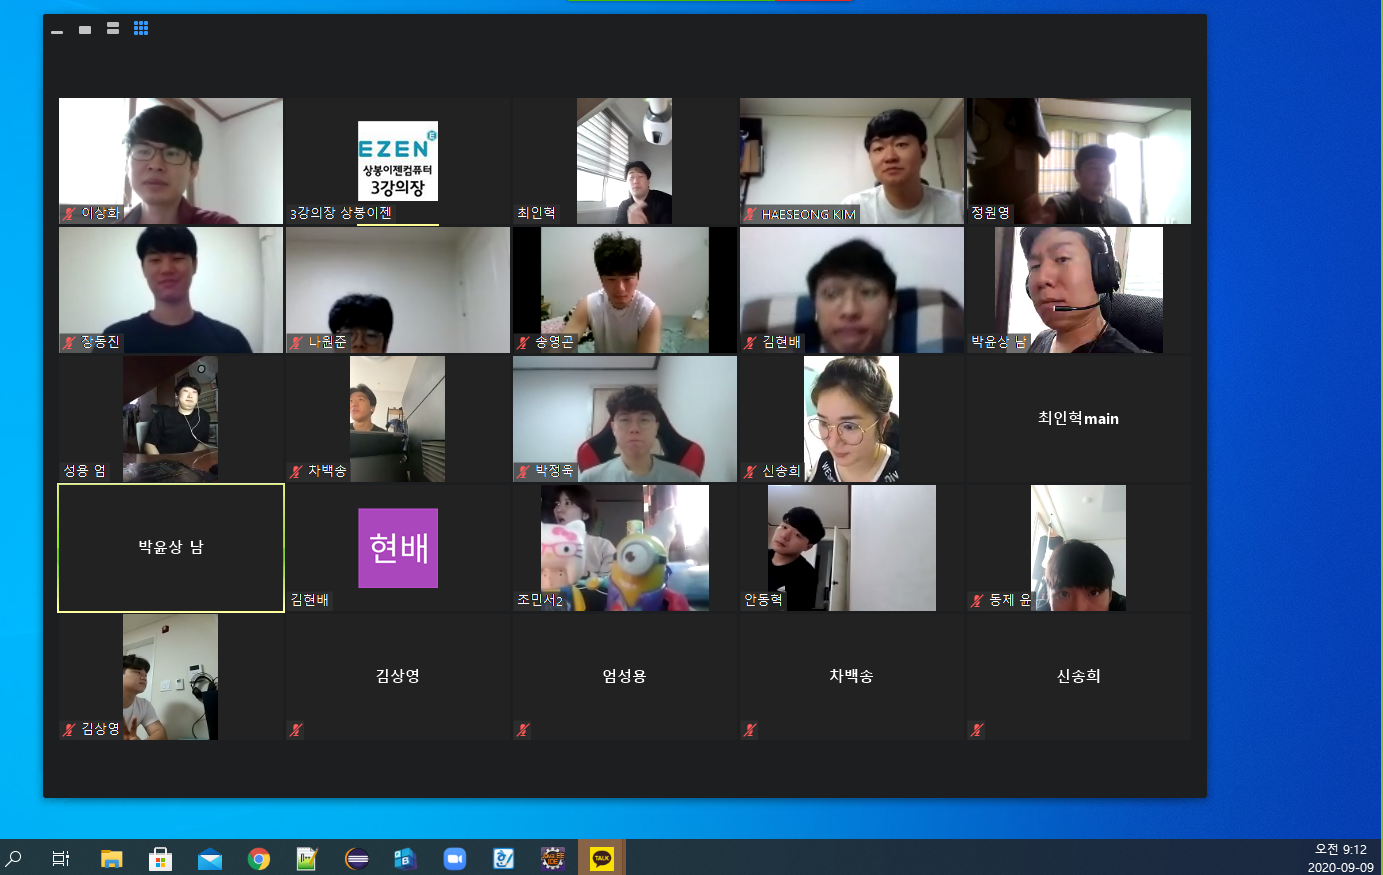 EZEN
상봉이젠컴퓨터
3강의장
이상화
3강의장 상봉이젠
최인혁
HAESEONG KIM
정원영
장동진
나원준
송영곤
김현배
박윤상 남
성용 엄
차백송
박정욱
신송희
최인혁main
박윤상 남
현배
김현배
조민서2
안동혁
동제 윤
김상영
김상영
엄성용
차백송
신송희
TALK
오전 9:12
2020-09-09